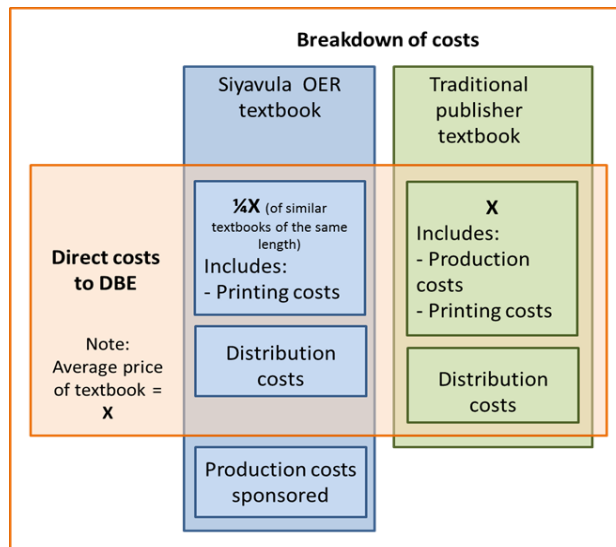 Breakdown of costs
Siyavula OER
textbook
Traditional
publisher
textbook
Direct costs
to DBE
Note:
Average price
of textbook =
X
¼X (of similar
textbooks of the same
length)
Includes:
- Printing costs
Distribution
costs
Production costs
sponsored
X
Includes:
- Production
costs
- Printing costs
Distribution
costs